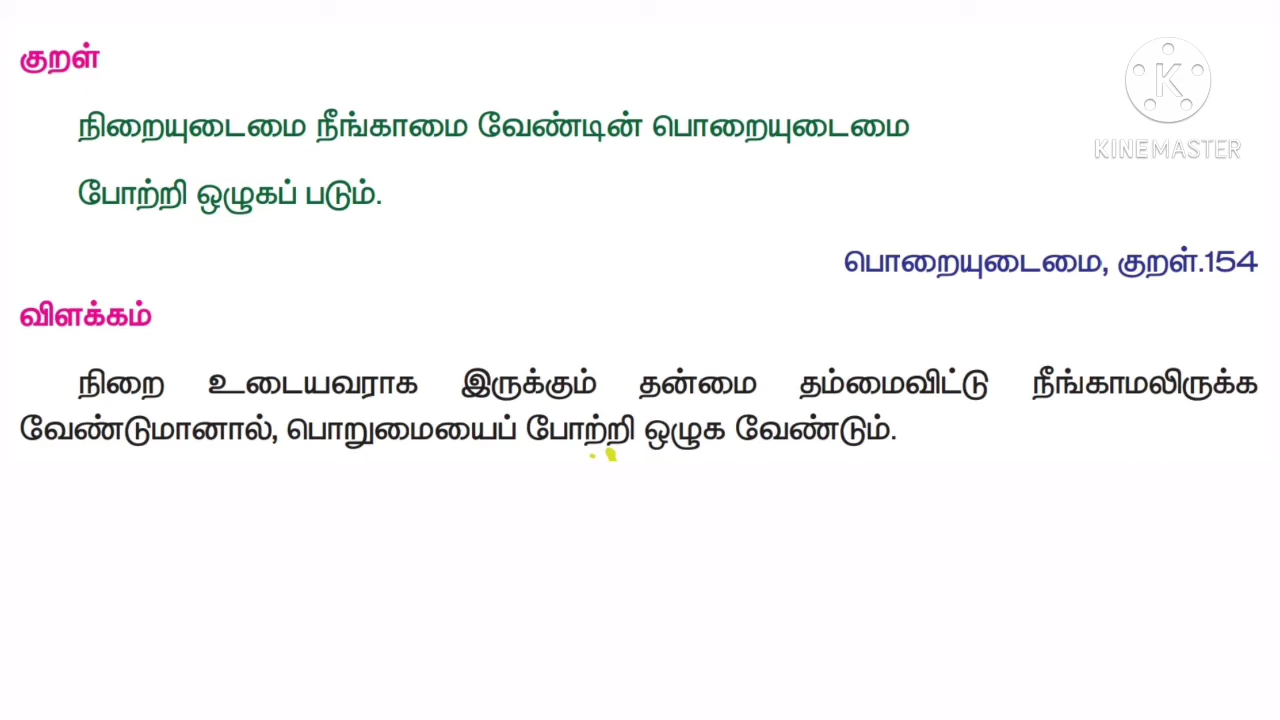 குறள்
நிறையுடைமை நீங்காமை வேண்டின் பொறையுடைமை
போற்றி ஒழுகப் படும்.
பொறையுடைமை, குறள்.154
விளக்கம்
நிறை உடையவராக இருக்கும் தன்மை தம்மைவிட்டு நீங்காமலிருக்க
வேண்டுமானால், பொறுமையைப் போற்றி ஒழுக வேண்டும்.
K
KINEMASTER